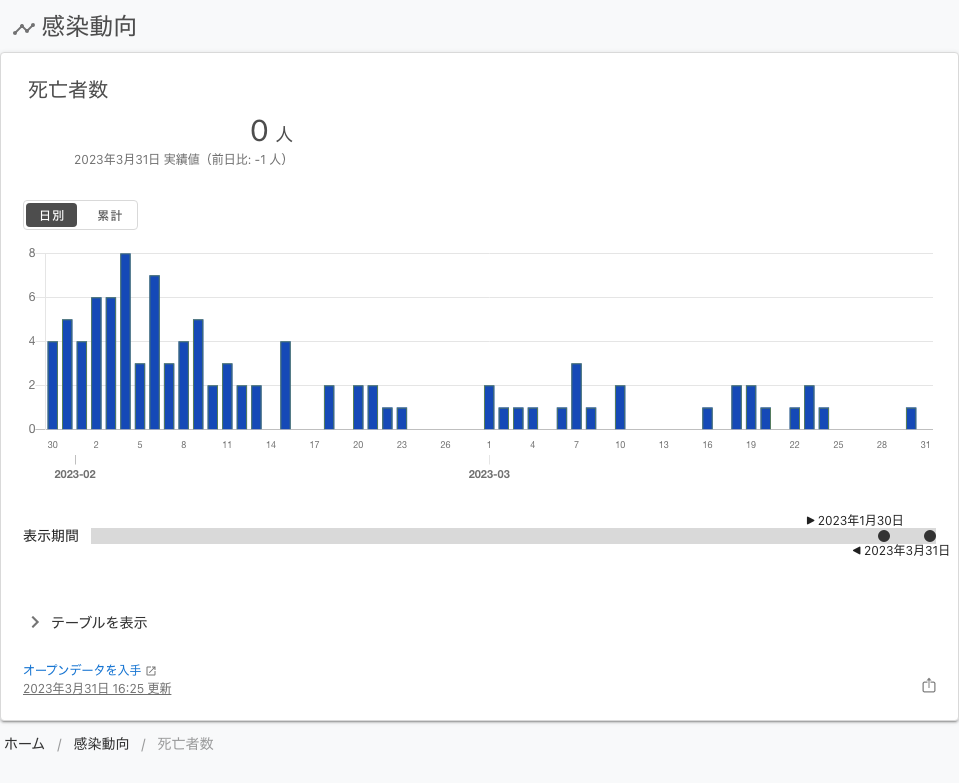 感染動向
死亡者数
0 人
2023年3月31日 実績値（前日比: -1 人）
日別 累計
8
6
4
2
0
30 2 5 8 11 14 17 20 23 26 1 4 7 10 13 16 19 22 25 28 31
2023-02 2023-03
2023年1月30日
表示期間
2023年3月31日
テーブルを表示
オープンデータを入手
2023年3月31日 16:25 更新
ホーム / 感染動向 / 死亡者数